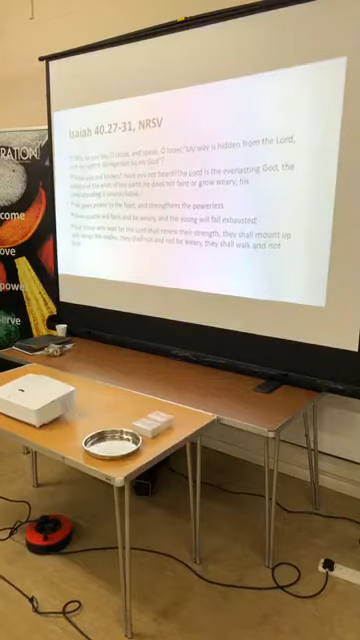 Isaiah 40.27-31, NRSV
Why do you say, O Jacob, and speak, O Israel, "My way is hidden from the Lord,
and my right is disregarded by my God"?
Have you not known? Have you not heard? The Lord is the everlasting God, the
creator of the ends of the earth. He does not faint or grow weary; his
understanding is unsearchable.
He gives power to the faint, and strengthens the powerless.
Even youths will faint and be weary, and the young will fall exhausted;
but those who wait for the Lord shall renew their strength, they shall mount up
with wings like eagles, they shall run and not be weary, they shall walk and not
faint.
RATION!
come
ove
power
erve